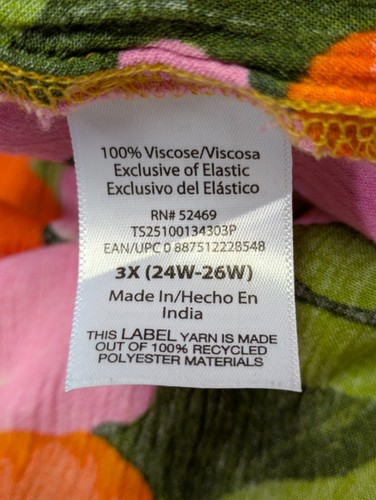 100% Viscose/Viscosa
Exclusive of Elastic
Exclusivo del Elástico
RN# 52469
TS25100134303P
EAN/UPC 0 887512228548
3X (24W-26W)
Made In/Hecho En
India
THIS LABEL YARN IS MADE
OUT OF 100% RECYCLED
POLYESTER MATERIALS